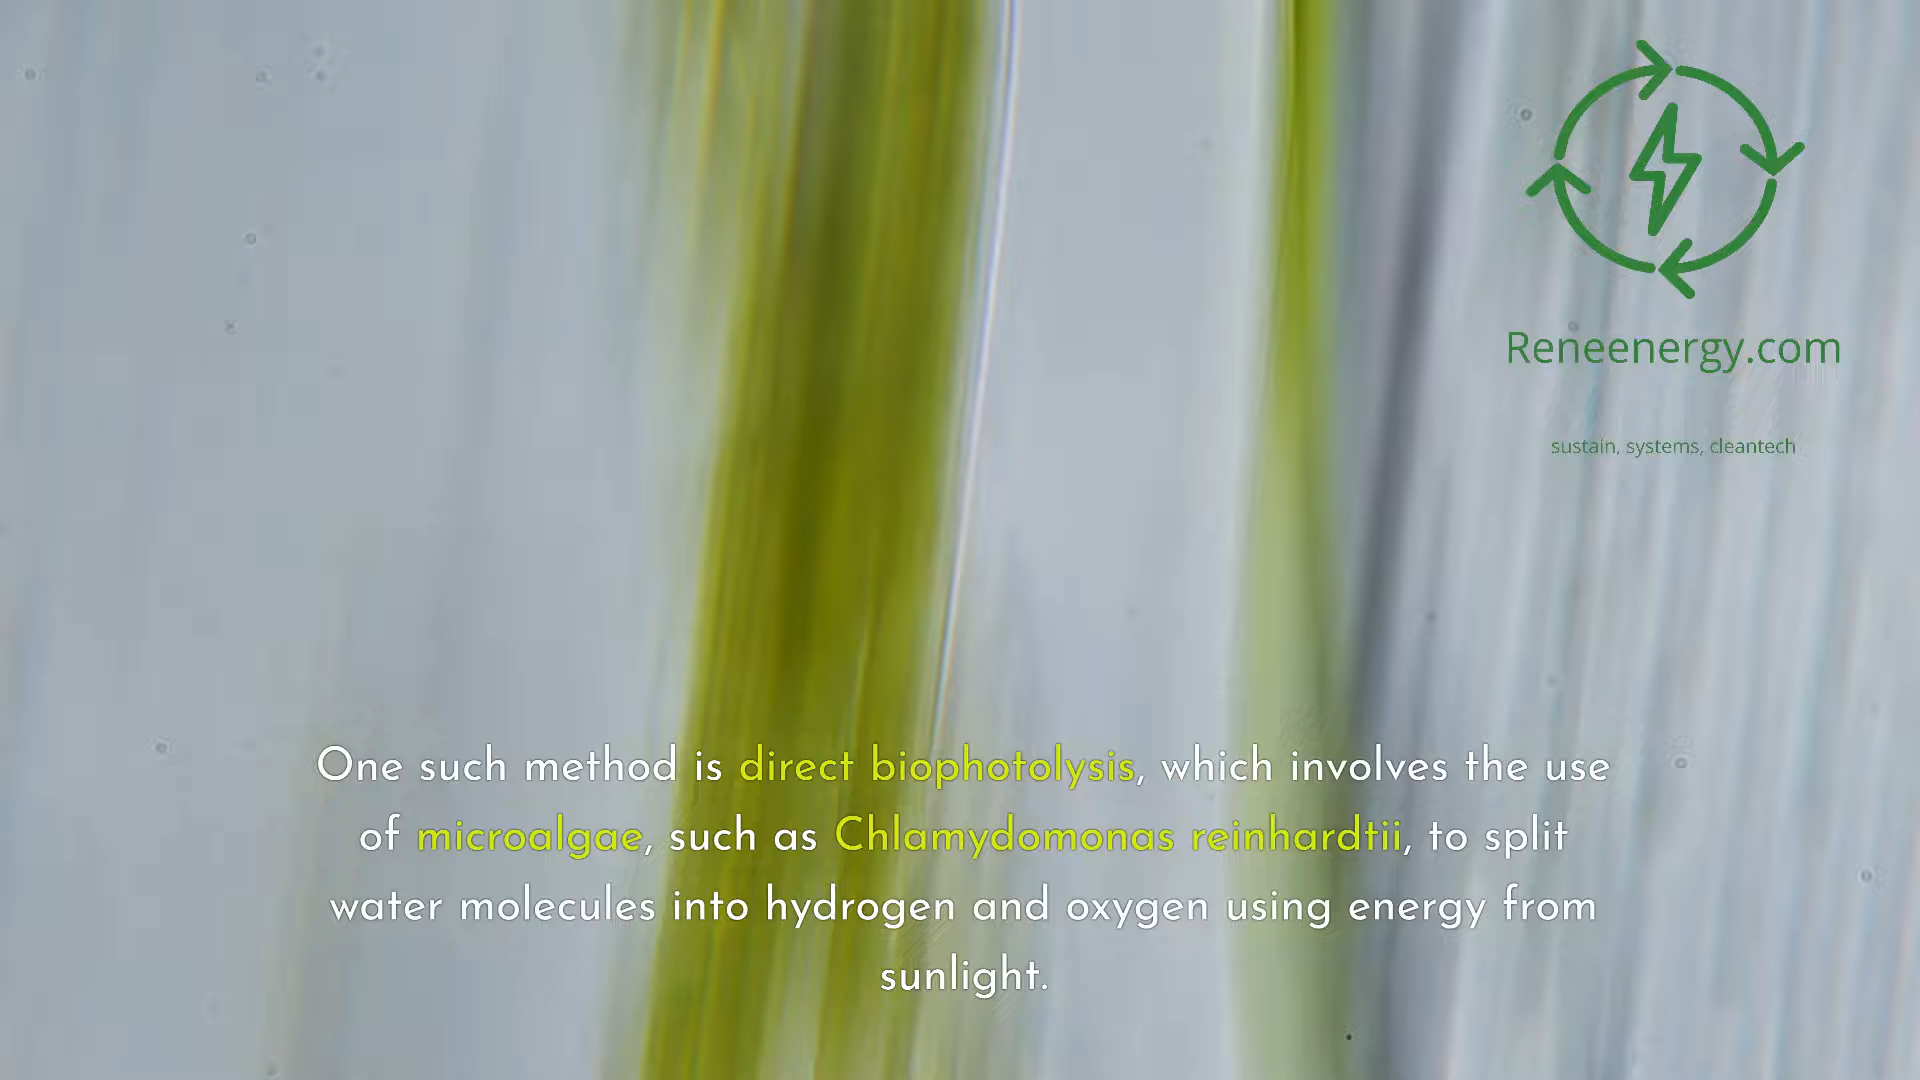 Reneenergy.com
sustain, systems, cleantech
One such method is direct biophotolysis, which involves the use
of microalgae, such as Chlamydomonas reinhardtii, to split
water molecules into hydrogen and oxygen using energy from
sunlight.